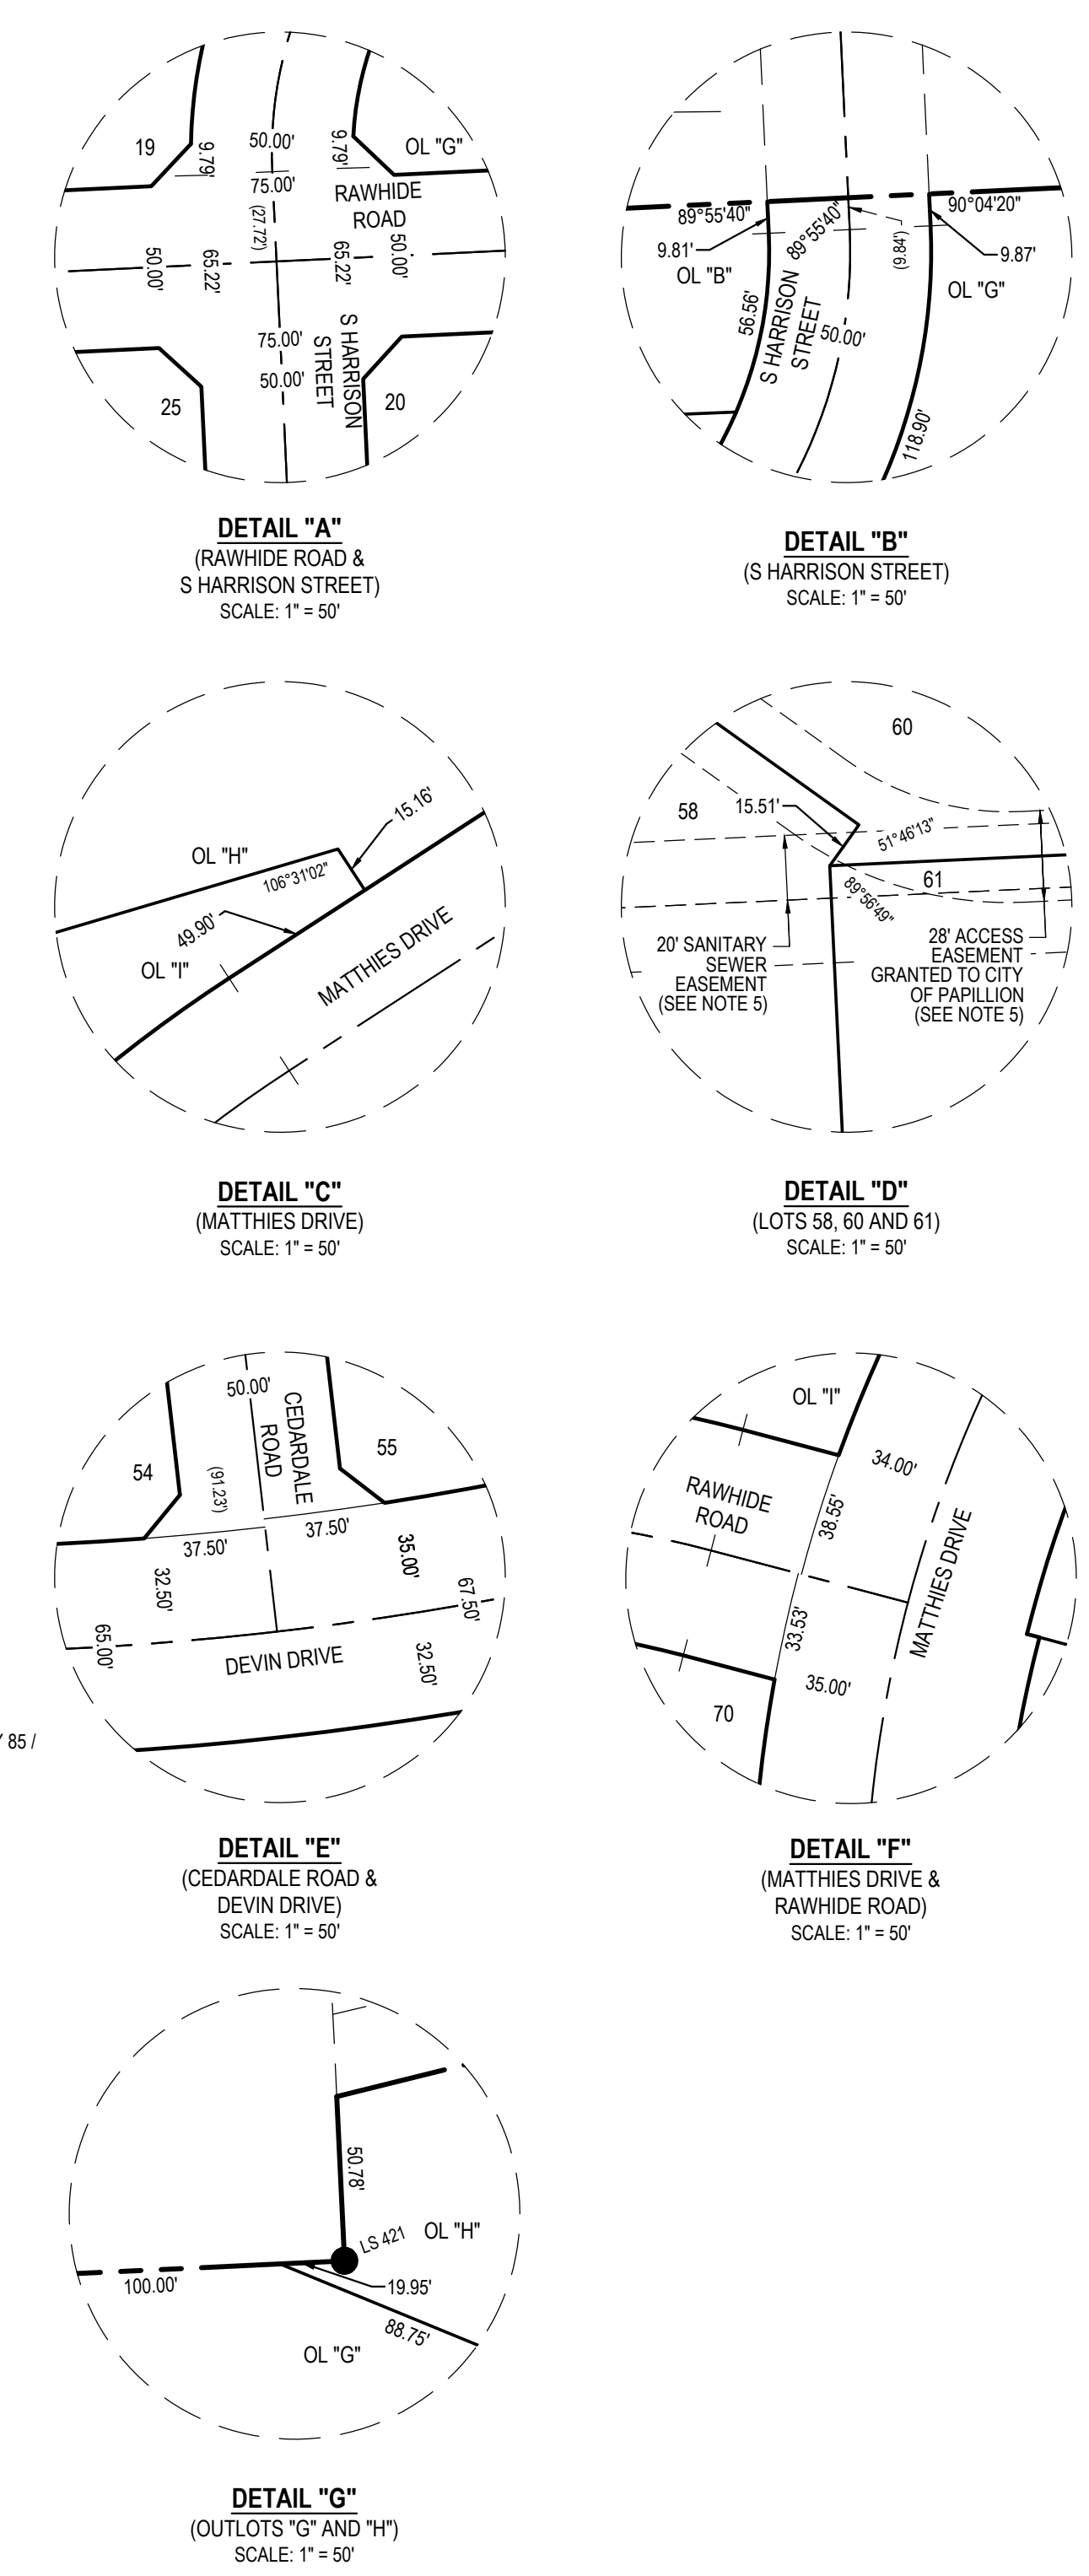 19
9.79'
50.00'
9.79'
OL "G"
75.00'
RAWHIDE
ROAD
(27.72')
50.00'
65.22'
65.22'
50.00'
75.00'
50.00'
S HARRISON
STREET
25
20
DETAIL "A"
(RAWHIDE ROAD &
S HARRISON STREET)
SCALE: 1" = 50'
89°55'40"
89°55'40"
90°04'20"
9.81'
(9.84')
9.87'
OL "B"
OL "G"
56.56'
S HARRISON
STREET
50.00'
118.90'
DETAIL "B"
(S HARRISON STREET)
SCALE: 1" = 50'
15.16'
OL "H"
106°31'02"
49.90'
OL "I"
MATTHIES DRIVE
DETAIL "C"
(MATTHIES DRIVE)
SCALE: 1" = 50'
60
58
15.51'
51°46'13"
61
89°56'49"
20' SANITARY
SEWER
EASEMENT
(SEE NOTE 5)
28' ACCESS
EASEMENT
GRANTED TO CITY
OF PAPILLION
(SEE NOTE 5)
DETAIL "D"
(LOTS 58, 60 AND 61)
SCALE: 1" = 50'
50.00'
CEDARDALE
ROAD
54
55
(91.23')
37.50'
37.50'
35.00'
32.50'
67.50'
65.00'
32.50'
DEVIN DRIVE
85 /
DETAIL "E"
(CEDARDALE ROAD &
DEVIN DRIVE)
SCALE: 1" = 50'
OL "I"
34.00'
RAWHIDE
ROAD
38.55'
MATTHIES DRIVE
33.53'
35.00'
70
DETAIL "F"
(MATTHIES DRIVE &
RAWHIDE ROAD)
SCALE: 1" = 50'
50.78'
LS 421
OL "H"
100.00'
19.95'
88.75'
OL "G"
DETAIL "G"
(OUTLOTS "G" AND "H")
SCALE: 1" = 50'